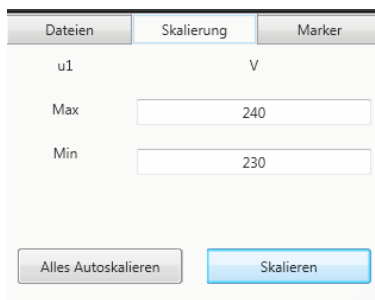 Dateien Skalierung Marker
u1 V
Max 240
Min 230
Alles Autoskalieren Skalieren